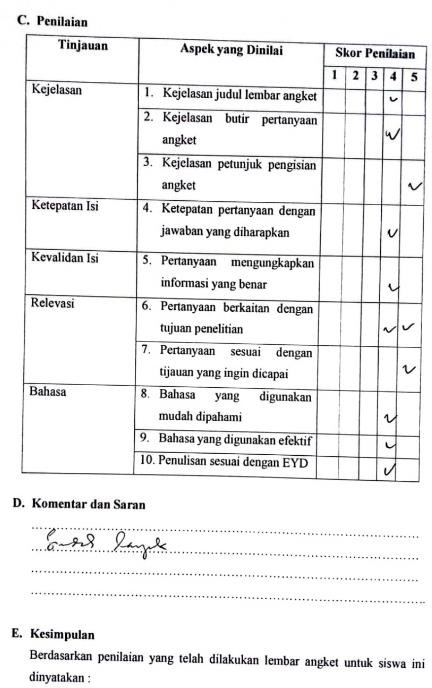 C. Penilaian
Tinjauan Aspek yang Dinilai Skor Penilaian
1 2 3 4 5
Kejelasan 1. Kejelasan judul lembar angket
2. Kejelasan butir pertanyaan
angket
3. Kejelasan petunjuk pengisian
angket
Ketepatan Isi 4. Ketepatan pertanyaan dengan
jawaban yang diharapkan
Kevalidan Isi 5. Pertanyaan mengungkapkan
informasi yang benar
Relevasi 6. Pertanyaan berkaitan dengan
tujuan penelitian
7. Pertanyaan sesuai dengan
tijauan yang ingin dicapai
Bahasa 8. Bahasa yang digunakan
mudah dipahami
9. Bahasa yang digunakan efektif
10. Penulisan sesuai dengan EYD
D. Komentar dan Saran
layak
E. Kesimpulan
Berdasarkan penilaian yang telah dilakukan lembar angket untuk siswa ini
dinyatakan :